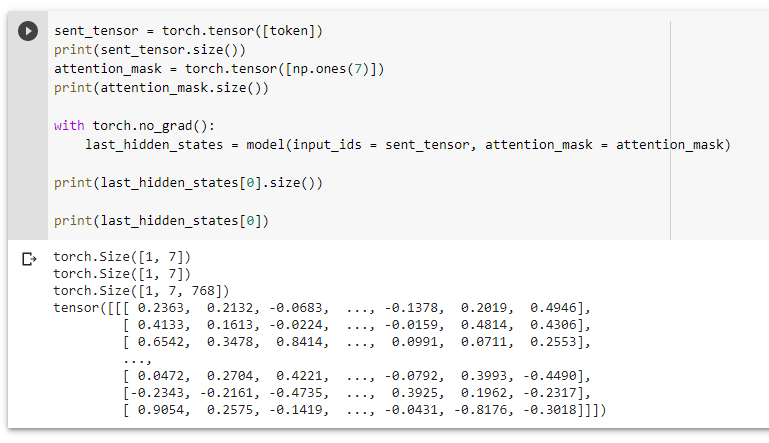 sent_tensor = torch.tensor([token])
print(sent_tensor.size())
attention_mask = torch.tensor([np.ones(7)])
print(attention_mask.size())

with torch.no_grad():
    last_hidden_states = model(input_ids = sent_tensor, attention_mask = attention_mask)

print(last_hidden_states[0].size())

print(last_hidden_states[0])

torch.Size([1, 7])
torch.Size([1, 7])
torch.Size([1, 7, 768])
tensor([[[ 0.2363,  0.2132, -0.0683,  ..., -0.1378,  0.2019,  0.4946],
         [ 0.4133,  0.1613, -0.0224,  ..., -0.0159,  0.4814,  0.4306],
         [ 0.6542,  0.3478,  0.8414,  ...,  0.0991,  0.0711,  0.2553],
         ...,
         [ 0.0472,  0.2704,  0.4221,  ..., -0.0792,  0.3993, -0.4490],
         [-0.2343, -0.2161, -0.4735,  ...,  0.3925,  0.1962, -0.2317],
         [ 0.9054,  0.2575, -0.1419,  ..., -0.0431, -0.8176, -0.3018]]])